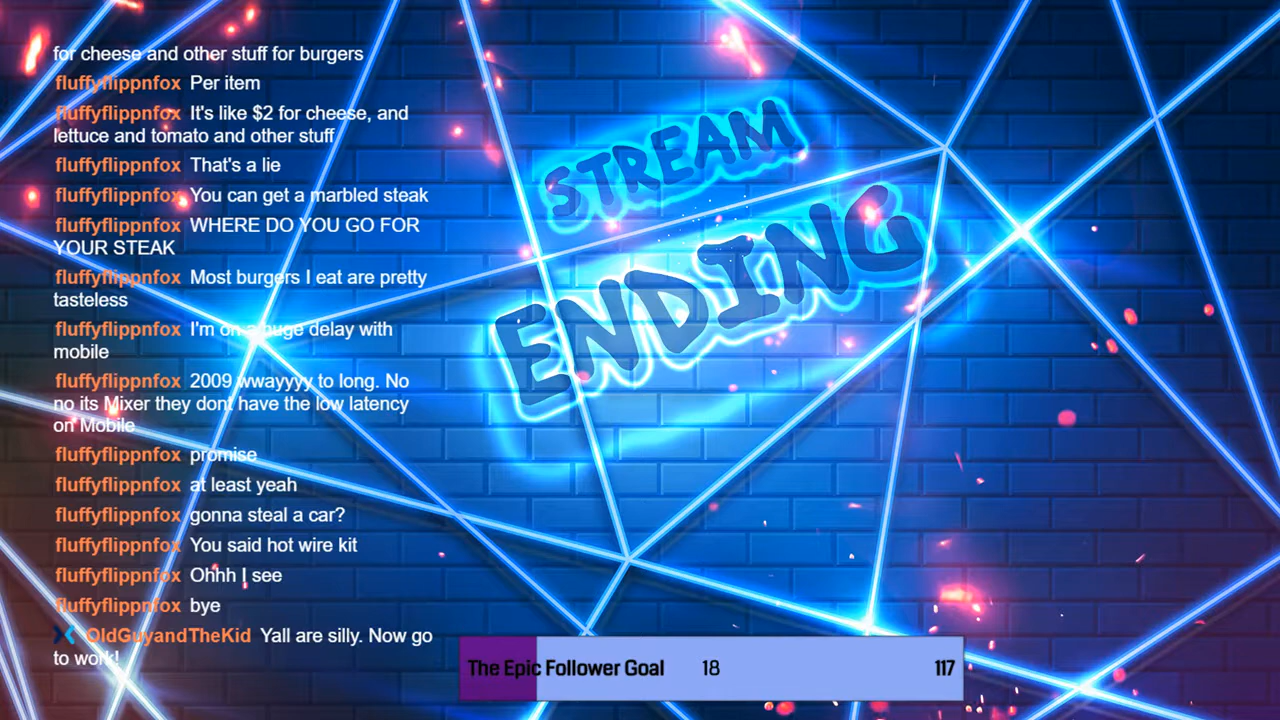 for cheese and other stuff for burgers
fluffyflippnfox Per item
fluffyflippnfox It's like $2 for cheese, and
lettuce and tomato and other stuff
fluffyflippnfox That's a lie
fluffyflippnfox You can get a marbled steak
fluffyflippnfox WHERE DO YOU GO FOR
YOUR STEAK
fluffyflippnfox Most burgers I eat are pretty
tasteless
fluffyflippnfox I'm on a huge delay with
mobile
fluffyflippnfox 2009 wwayyyy to long. No
no its Mixer they dont have the low latency
on Mobile
fluffyflippnfox promise
fluffyflippnfox at least yeah
fluffyflippnfox gonna steal a car?
fluffyflippnfox You said hot wire kit
fluffyflippnfox Ohhh I see
fluffyflippnfox bye
OldGuyandTheKid Yall are silly. Now go
to work!
STREAM
ENDING
The Epic Follower Goal 18 117